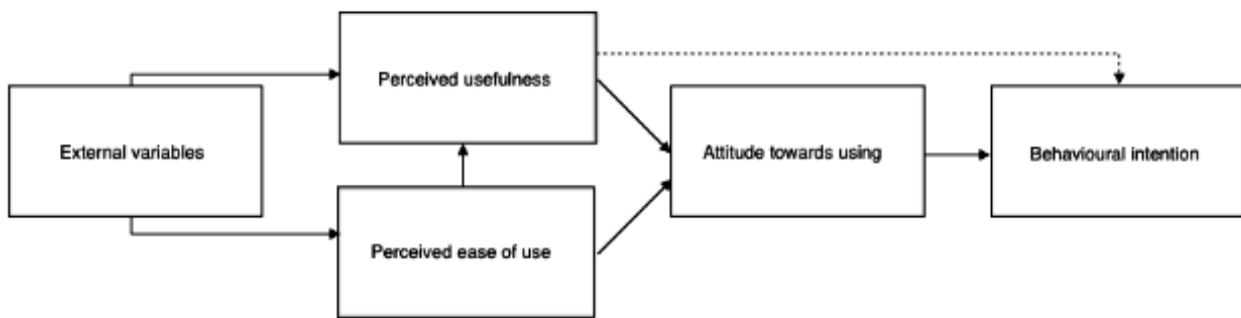 Perceived usefulness
External variables
Attitude towards using
Behavioural intention
Perceived ease of use